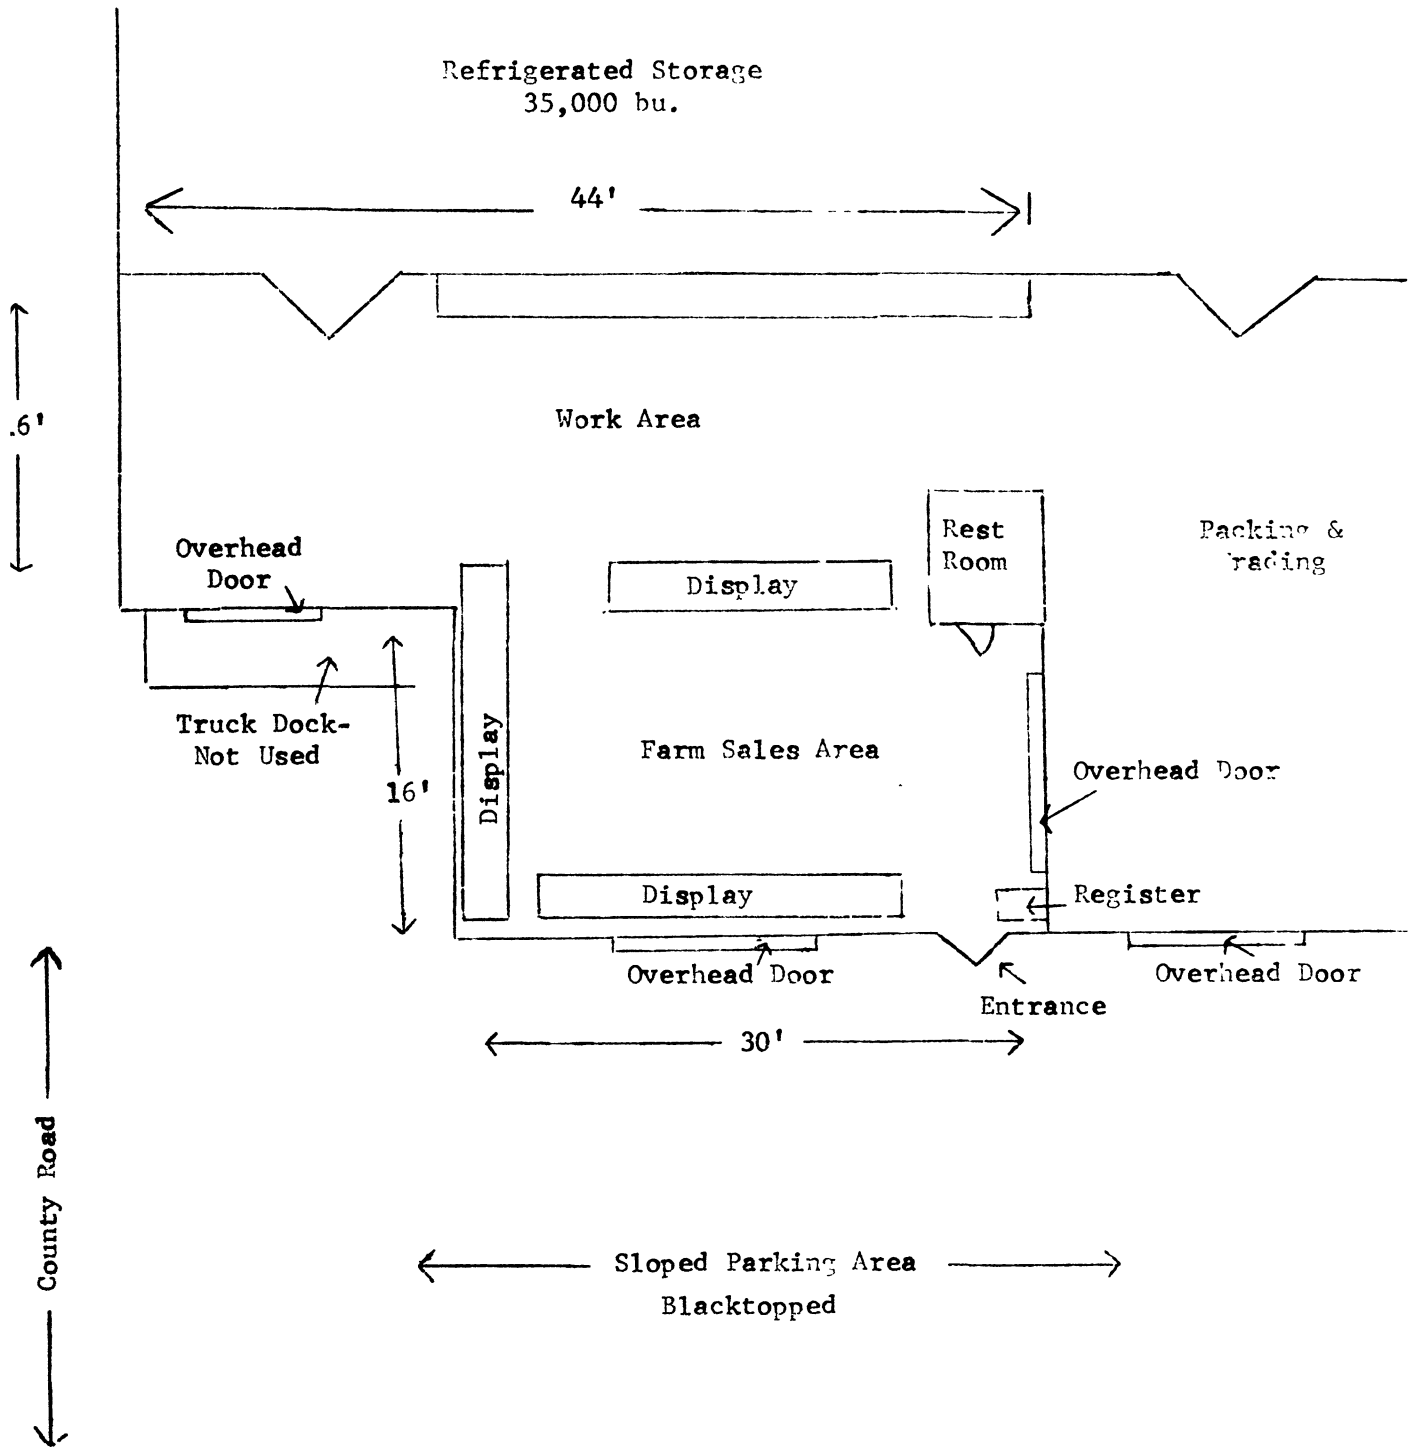 Refrigerated Storage
35,000 bu.
44'
.6'
Work Area
Rest
Room
Packing &
Overhead
Door
Display
Truck Dock-
Not Used
Display
Farm Sales Area
16'
Overhead Door
Display
Register
Overhead Door
Overhead Door
Entrance
30'
County Road
Sloped Parking Area
Blacktopped